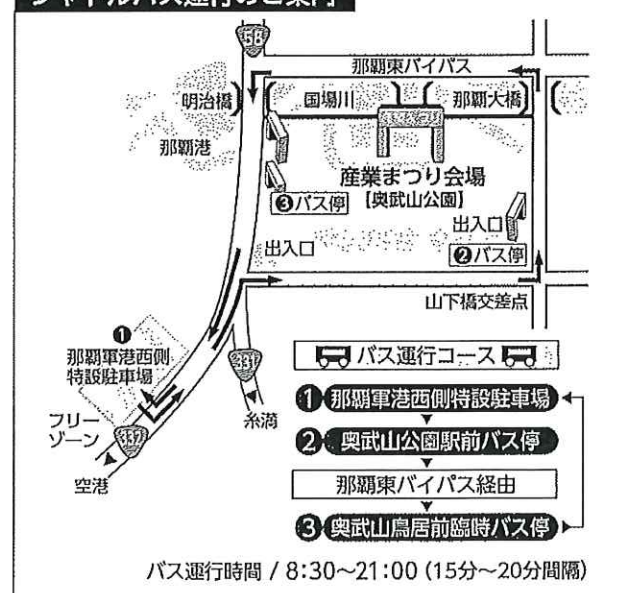 シャトルバス運行のご案内
58
那覇東バイパス
明治橋
国場川
那覇大橋
那覇港
産業まつり会場
【奥武山公園】
❸バス停
出入口
❷バス停
出入口
山下橋交差点
❶
那覇軍港西側
特設駐車場
331
糸満
フリー
ゾーン
332
空港
バス運行コース
❶那覇軍港西側特設駐車場
❷奥武山公園駅前バス停
那覇東バイパス経由
❸奥武山鳥居前臨時バス停
バス運行時間 / 8:30〜21:00 (15分〜20分間隔)